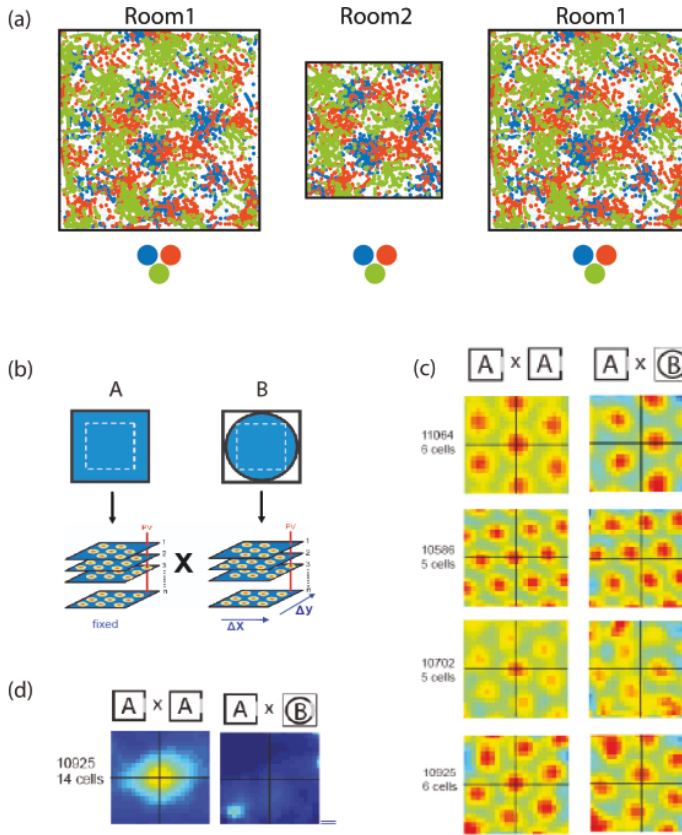 (a)
Room1 Room2 Room1
(b)
A B
PV PV
1 1
2 2
3 3
X
n n
fixed
ΔX
Δy
(c)
A x A A x B
11064
6 cells
10586
5 cells
10702
5 cells
10925
6 cells
(d)
A x A A x B
10925
14 cells